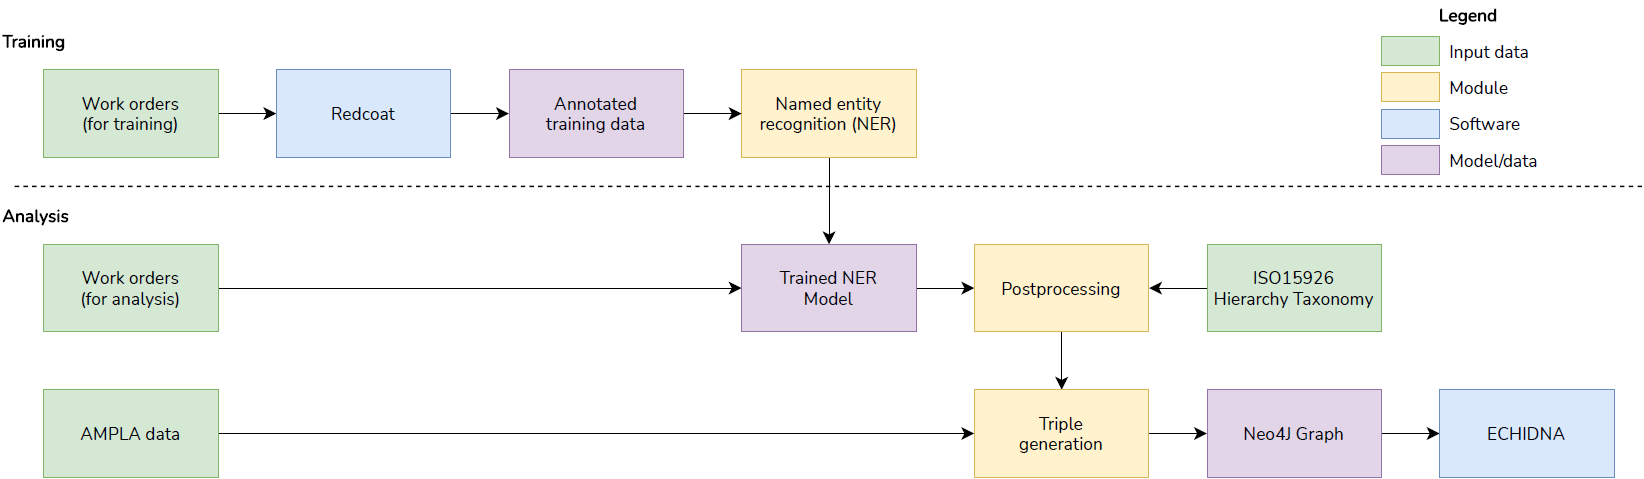 Legend
Training
Input data
Work orders
(for training)
Redcoat
Annotated
training data
Named entity
recognition (NER)
Module
Software
Model/data
Analysis
Work orders
(for analysis)
Trained NER
Model
Postprocessing
ISO15926
Hierarchy Taxonomy
AMPLA data
Triple
generation
Neo4J Graph
ECHIDNA